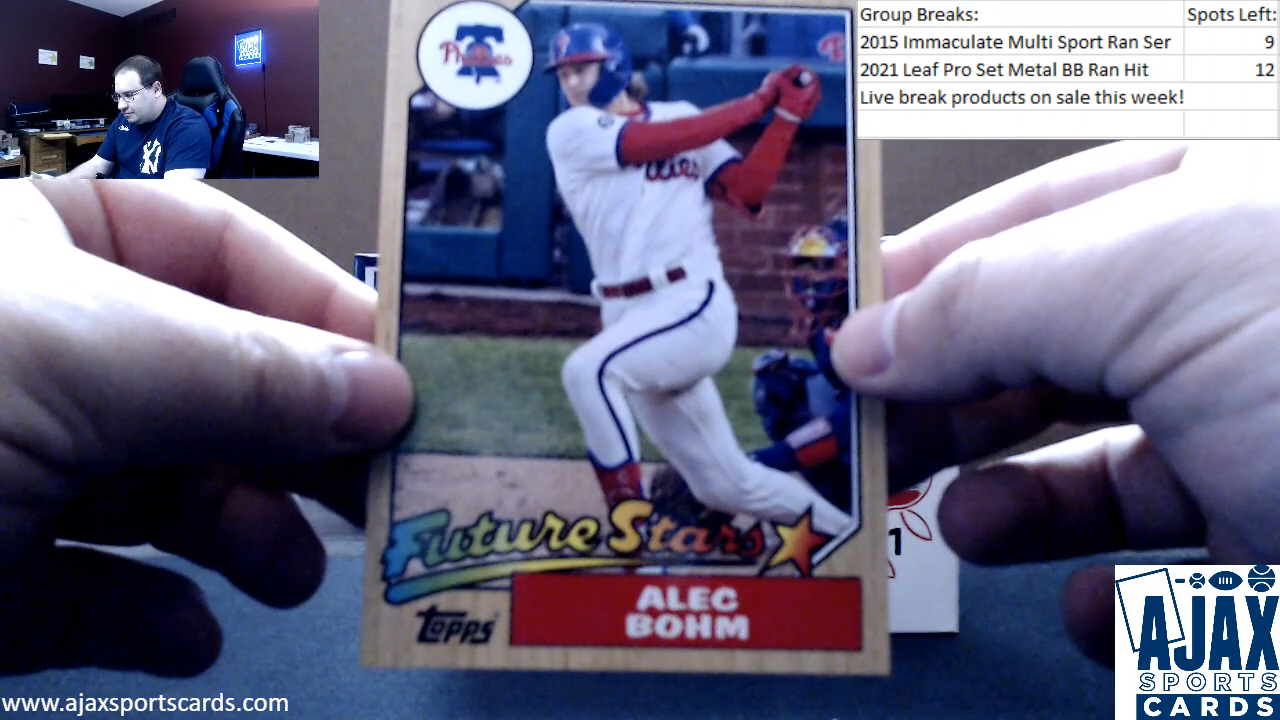 Group Breaks: Spots Left:
2015 Immaculate Multi Sport Ran Ser 9
2021 Leaf Pro Set Metal BB Ran Hit 12
Live break products on sale this week!
Phillies
Future Stars
ALEC
BOHM
Topps
1
www.ajaxsportscards.com
AJAX
SPORTS
CARDS